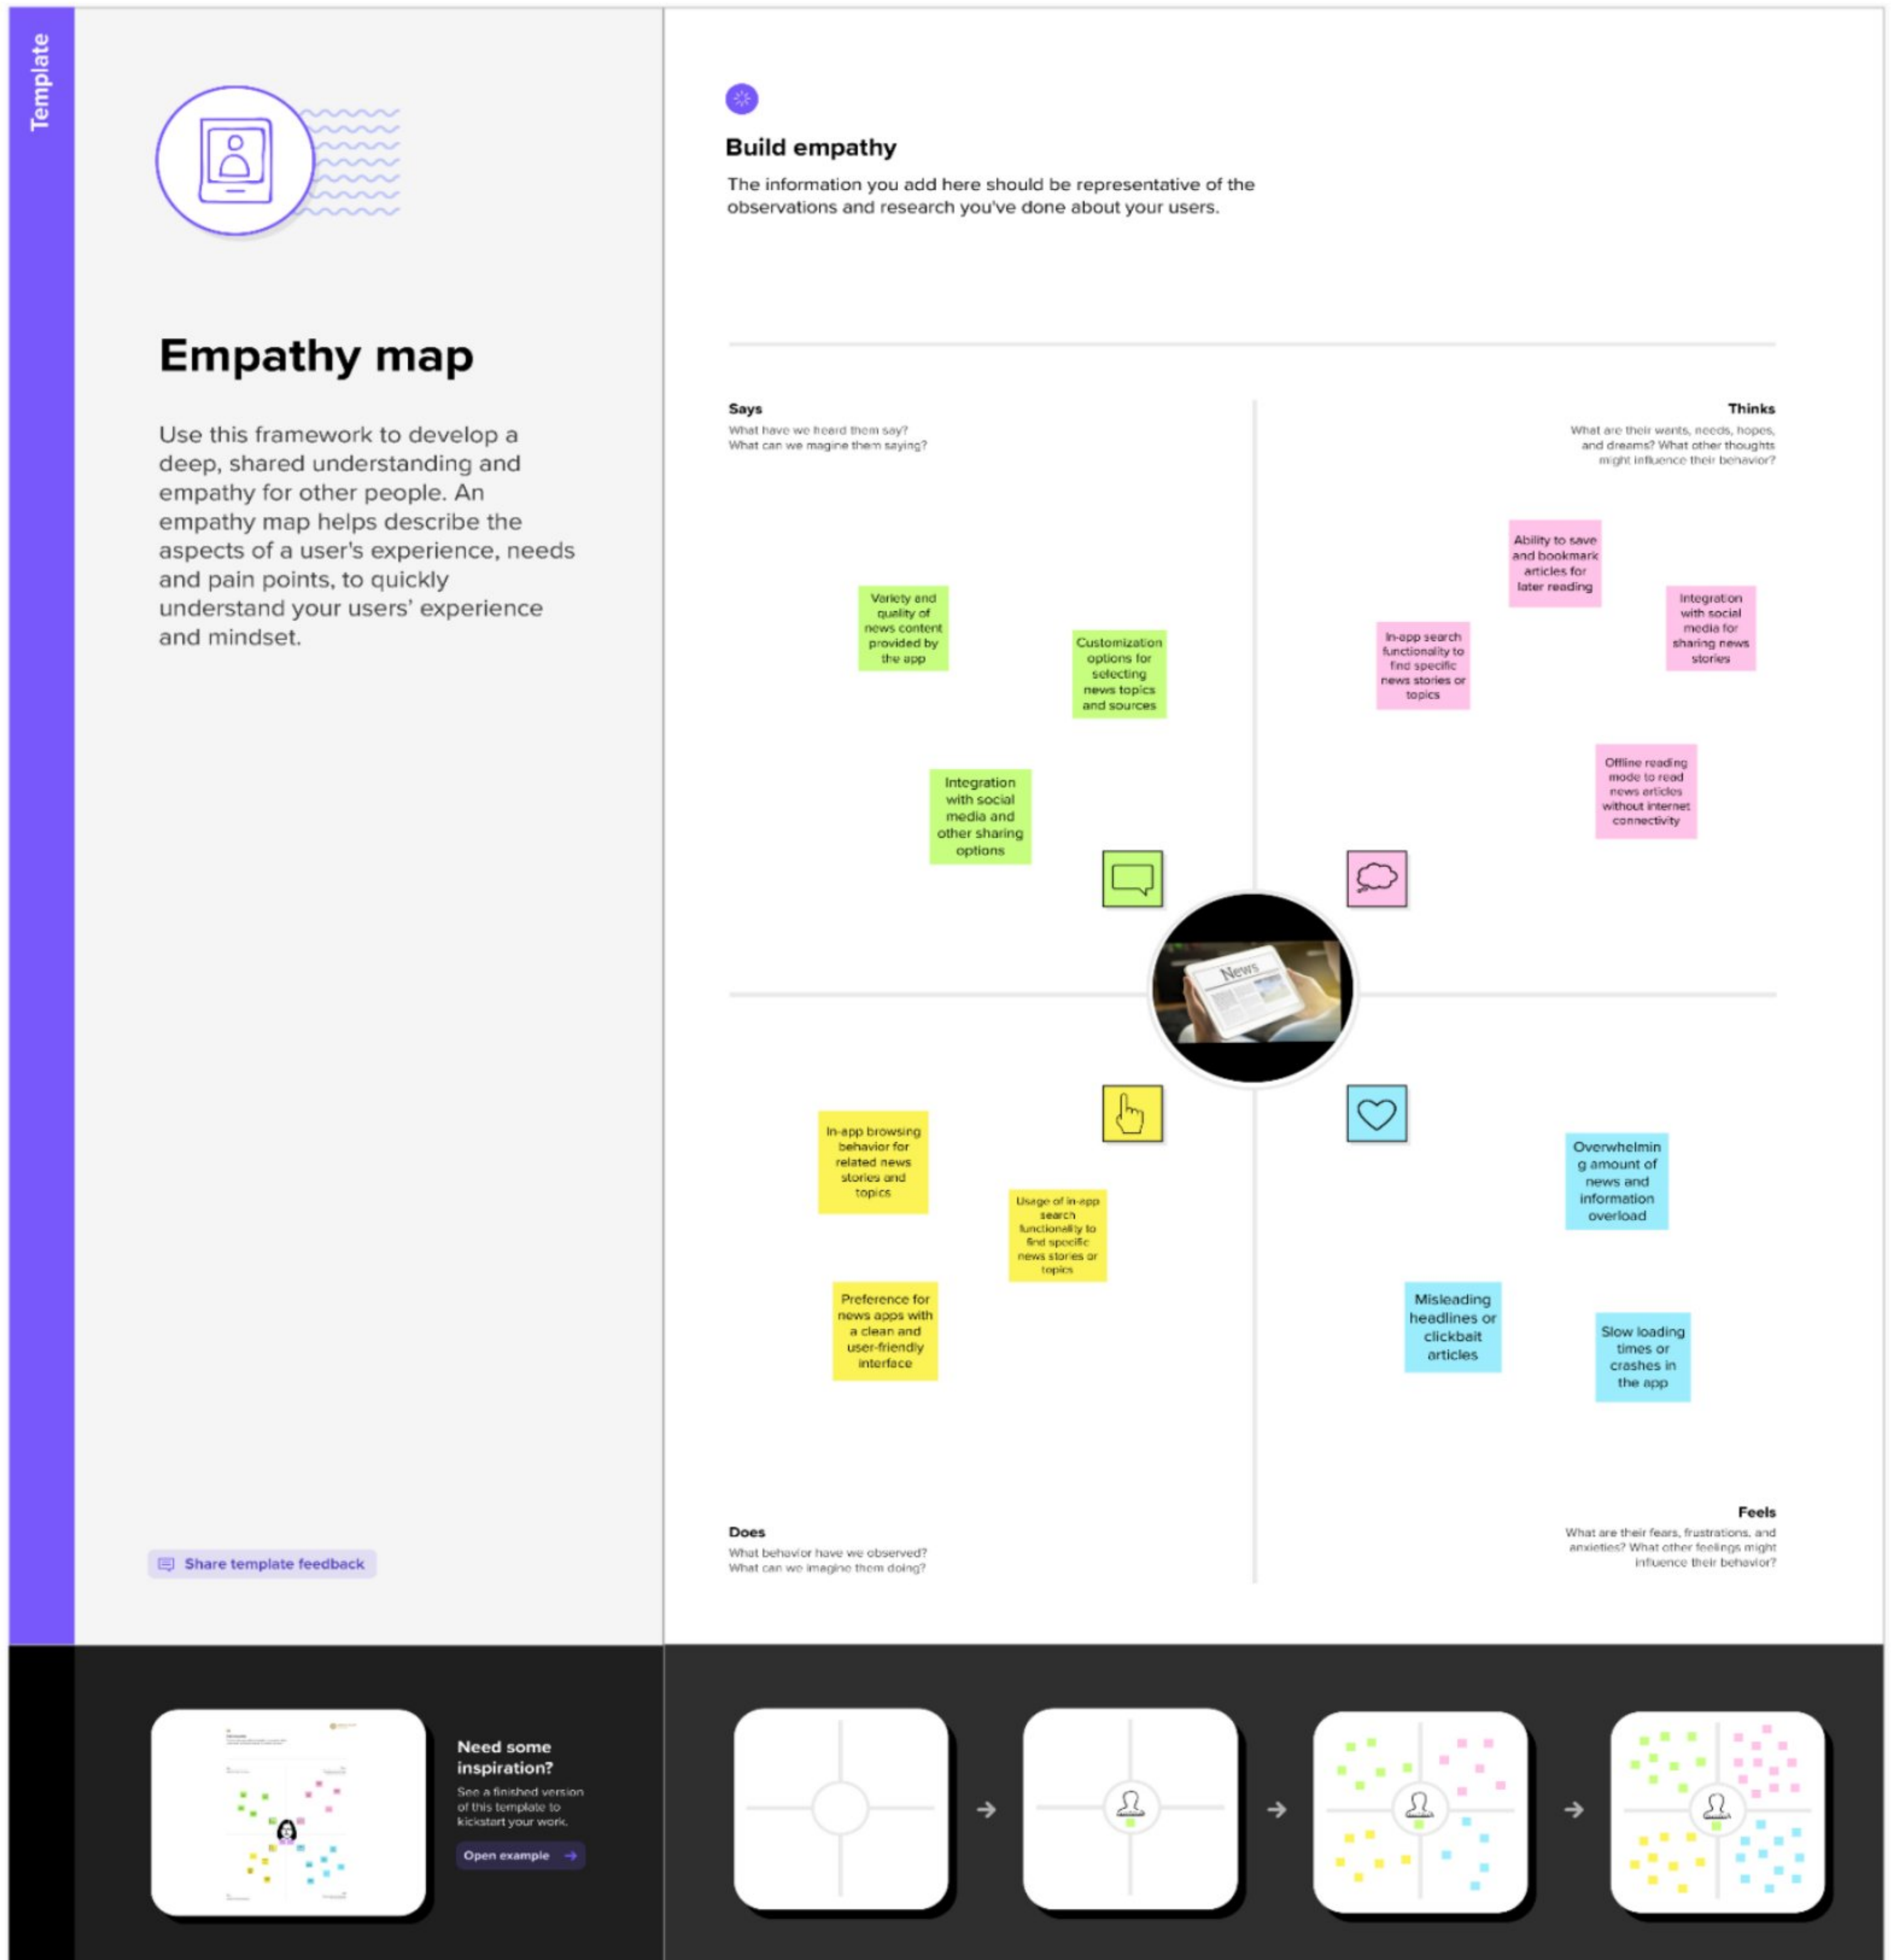 Template
Empathy map
Use this framework to develop a
deep, shared understanding and
empathy for other people. An
empathy map helps describe the
aspects of a user's experience, needs
and pain points, to quickly
understand your users’ experience
and mindset.
Share template feedback
Build empathy
The information you add here should be representative of the
observations and research you've done about your users.
Says
What have we heard them say?
What can we magine them saying?
Thinks
What are their wants, needs, hopes,
and dreams? What other thoughts
might influence their behavior?
Variety and
quality of
news content
provided by
the app
Customization
options for
selecting
news topics
and sources
Integration
with social
media and
other sharing
options
Ability to save
and bookmark
articles for
later reading
In-app search
functionality to
find specific
news stories or
topics
Integration
with social
media for
sharing news
stories
Offline reading
mode to read
news articles
without internet
connectivity
News
In-app browsing
behavior for
related news
stories and
topics
Usage of in-app
search
functionality to
find specific
news stories or
topics
Preference for
news apps with
a clean and
user-friendly
interface
Overwhelmin
g amount of
news and
information
overload
Misleading
headlines or
clickbait
articles
Slow loading
times or
crashes in
the app
Does
What behavior have we observed?
What can we imagine them doing?
Feels
What are their fears, frustrations, and
anxieties? What other feelings might
influence their behavior?
Need some
inspiration?
See a finished version
of this template to
kickstart your work.
Open example